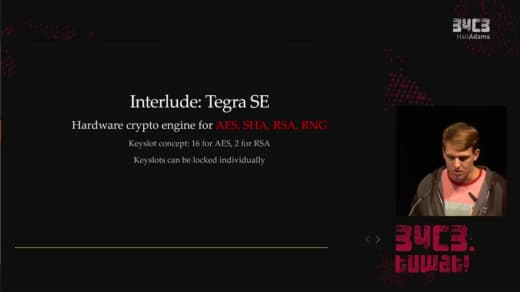 34C3
Hall Adams
Interlude: Tegra SE
Hardware crypto engine for AES, SHA, RSA, RNG
Keyslot concept: 16 for AES, 2 for RSA
Keyslots can be locked individually
34C3.
tuwat!